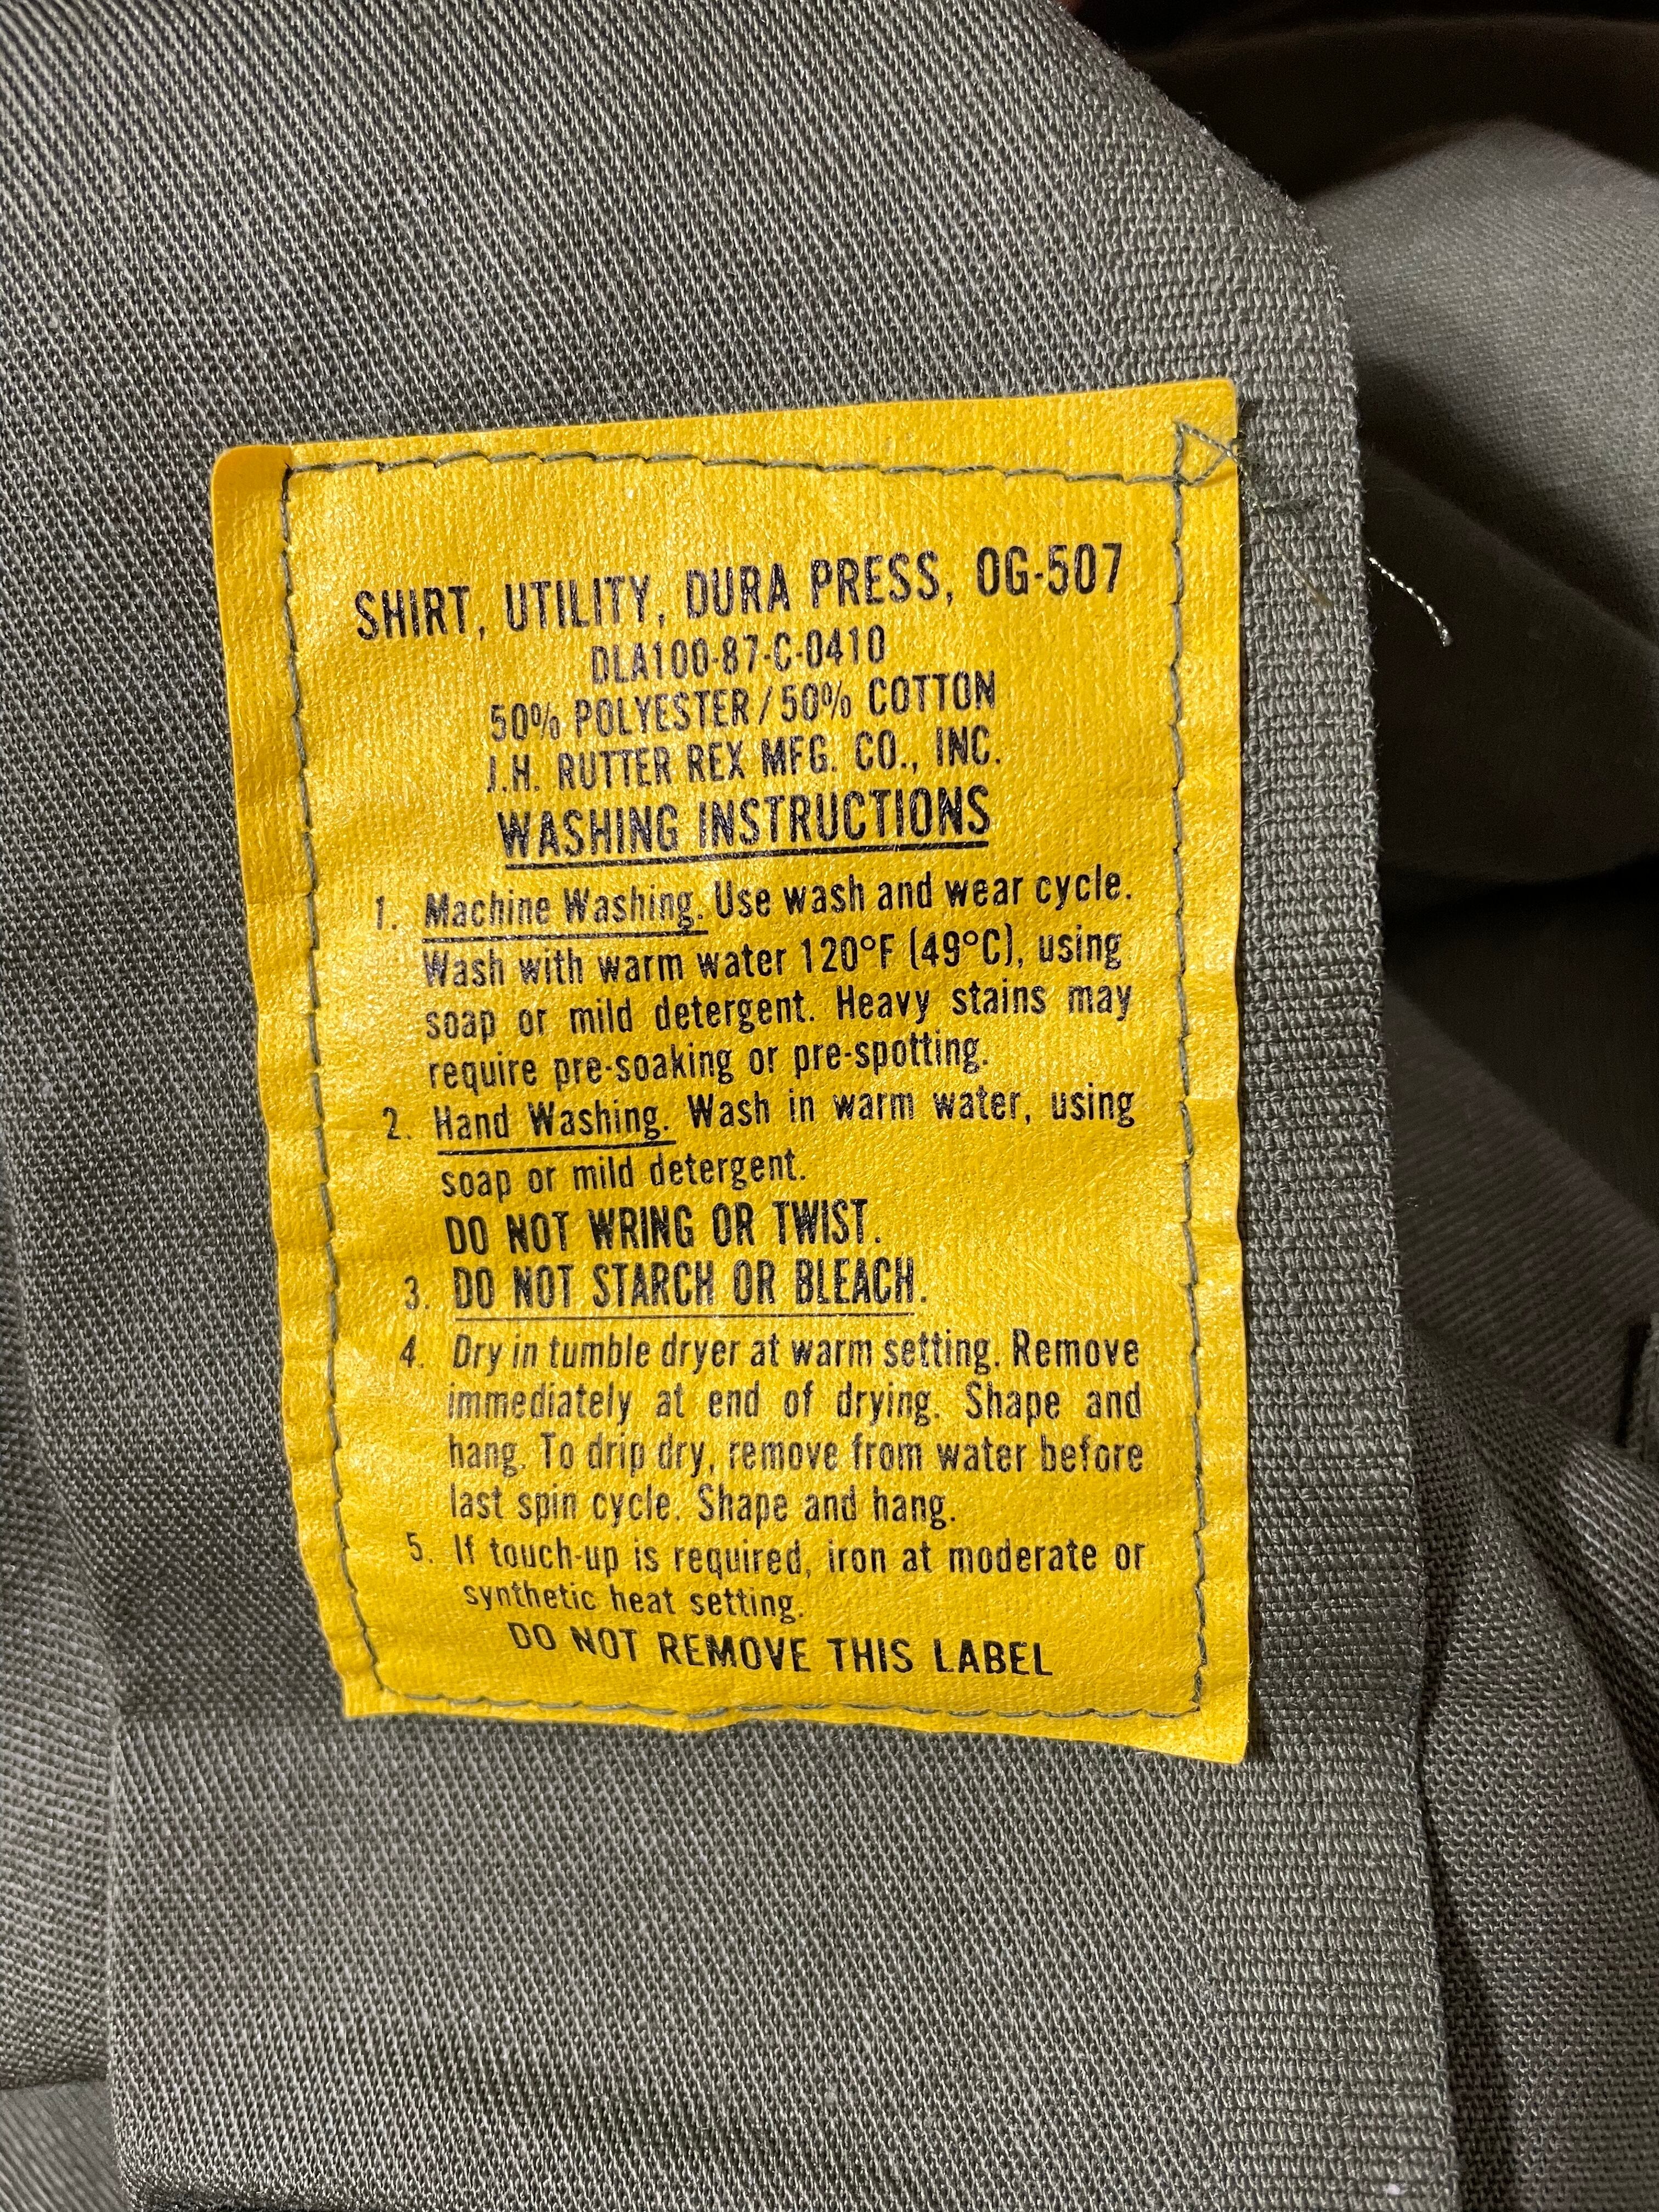 SHIRT, UTILITY, DURA PRESS, OG-507
DLA100-87-C-0410
50% POLYESTER/50% COTTON
J.H. RUTTER REX MFG. CO., INC.
WASHING INSTRUCTIONS
1. Machine Washing. Use wash and wear cycle.
Wash with warm water 120°F (49°C), using
soap or mild detergent. Heavy stains may
require pre-soaking or pre-spotting.
2. Hand Washing. Wash in warm water, using
soap or mild detergent.
DO NOT WRING OR TWIST.
3. DO NOT STARCH OR BLEACH.
4. Dry in tumble dryer at warm setting. Remove
immediately at end of drying. Shape and
hang. To drip dry, remove from water before
last spin cycle. Shape and hang.
5. If touch-up is required, iron at moderate or
synthetic heat setting.
DO NOT REMOVE THIS LABEL